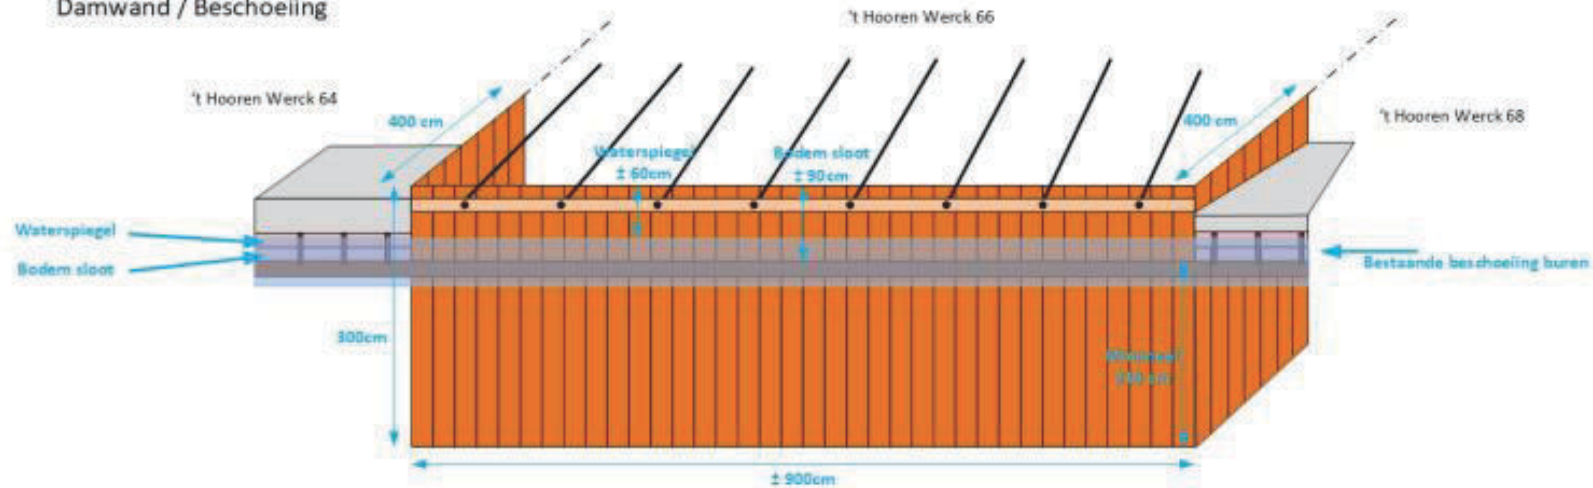 Damwand / Beschoeiing
't Hooren Werck 66
't Hooren Werck 64
't Hooren Werck 68
400 cm
400 cm
Waterspiegel
± 60cm
Bodem sloot
± 90cm
Waterspiegel
Bodem sloot
Bestaande beschoeiing buren
300cm
± 900cm